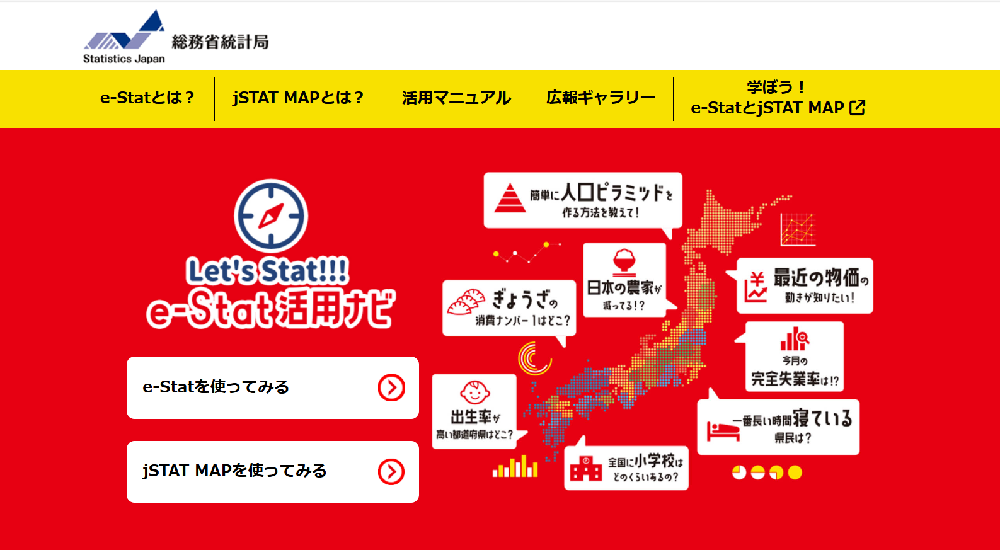 総務省統計局
Statistics Japan
e-Statとは？
jSTAT MAPとは？
活用マニュアル
広報ギャラリー
学ぼう！
e-StatとjSTAT MAP
Let's Stat!!!
e-Stat活用ナビ
e-Statを使ってみる
jSTAT MAPを使ってみる
簡単に人口ピラミッドを
作る方法を教えて！
日本の農家が
減ってる!?
ぎょうざの
消費ナンバー1はどこ？
最近の物価の
動きが知りたい！
今月の
完全失業率は!?
出生率が
高い都道府県はどこ？
一番長い時間寝ている
県民は？
全国に小学校は
どのくらいあるの？